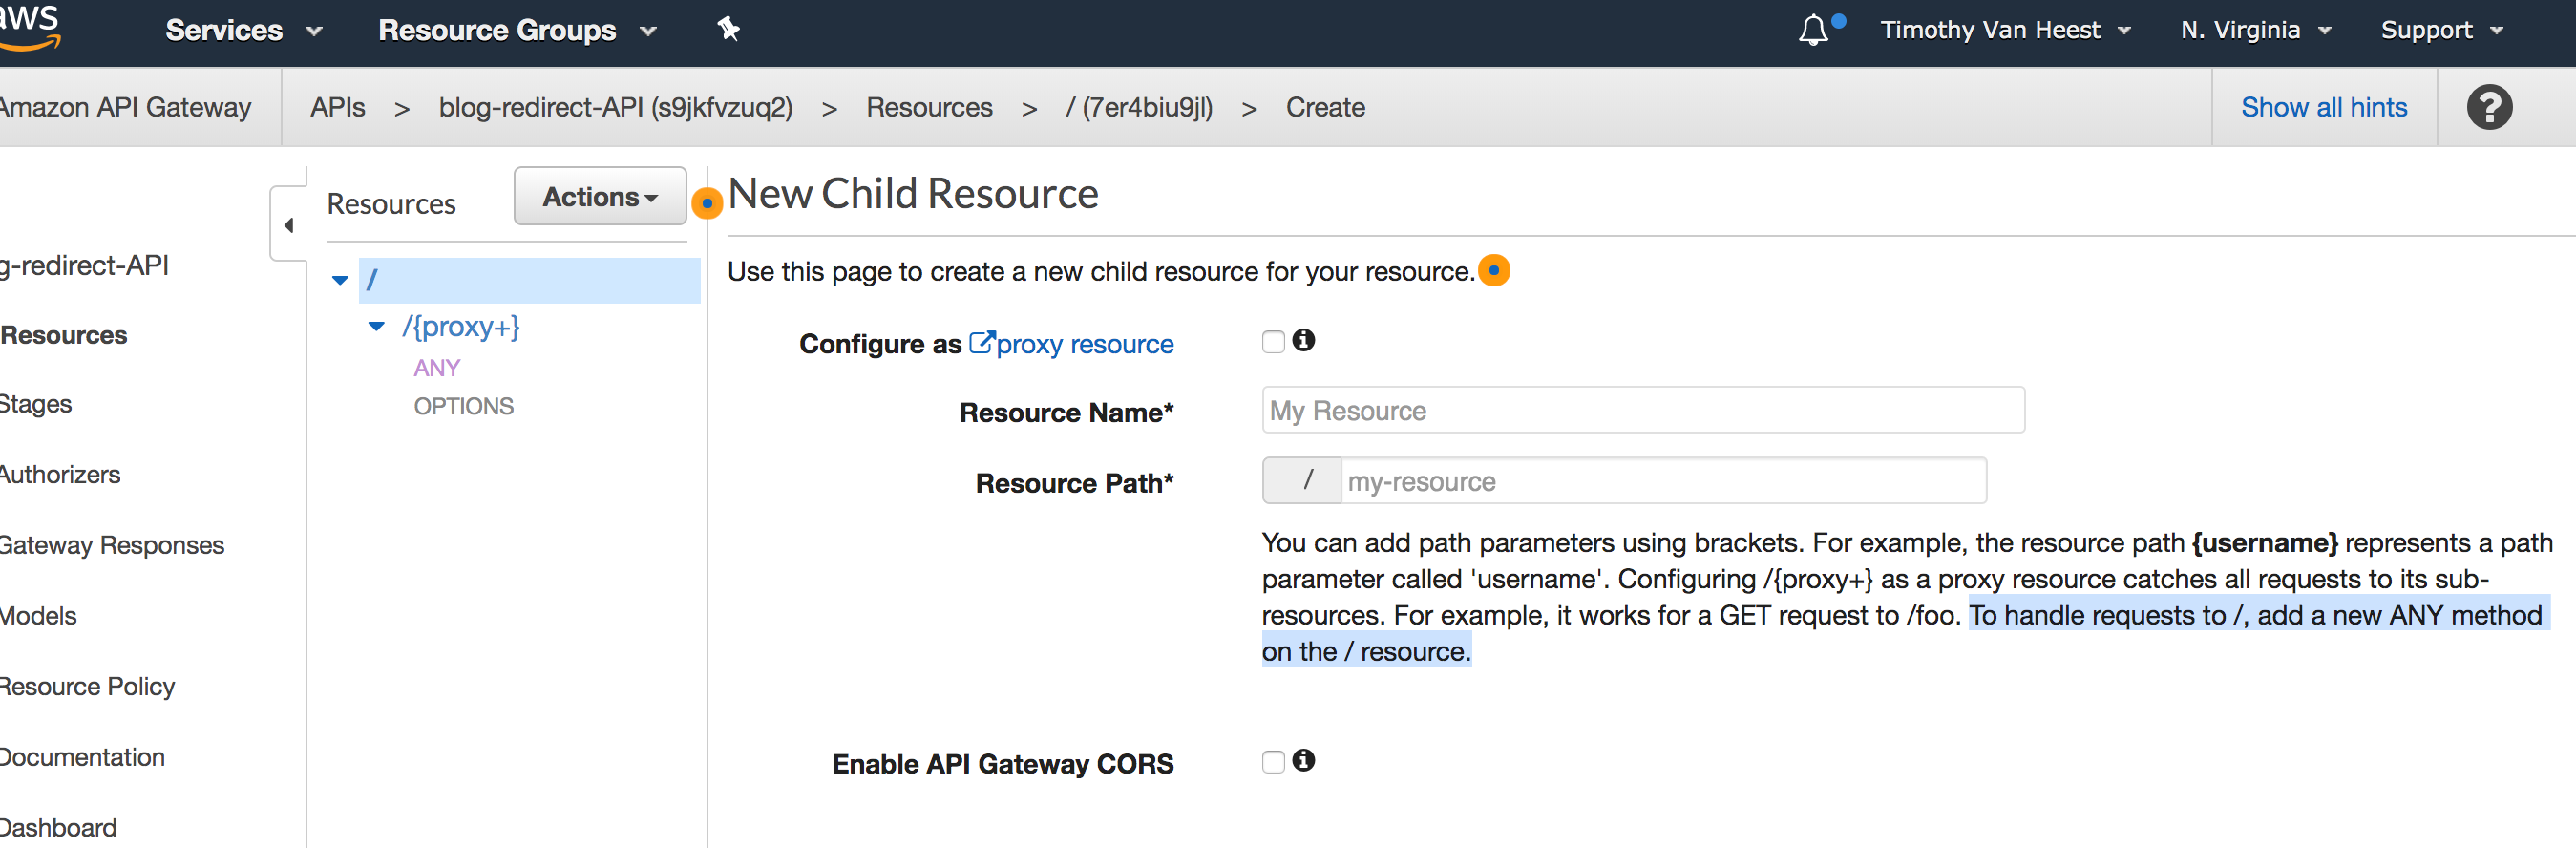 aws Services Resource Groups Timothy Van Heest N. Virginia Support
Amazon API Gateway APIs > blog-redirect-API (s9jkfvzuq2) > Resources > / (7er4biu9jl) > Create Show all hints ?
Resources Actions New Child Resource
g-redirect-API
Resources
Stages
Authorizers
Gateway Responses
Models
Resource Policy
Documentation
Dashboard
/
/{proxy+}
ANY
OPTIONS
Use this page to create a new child resource for your resource.
Configure as proxy resource
Resource Name* My Resource
Resource Path* / my-resource
You can add path parameters using brackets. For example, the resource path {username} represents a path
parameter called 'username'. Configuring /{proxy+} as a proxy resource catches all requests to its sub-
resources. For example, it works for a GET request to /foo. To handle requests to /, add a new ANY method
on the / resource.
Enable API Gateway CORS